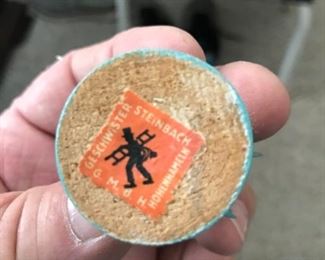 GESCHWISTER
STEINBACH
HOHENHAMELN
G.M.B.H